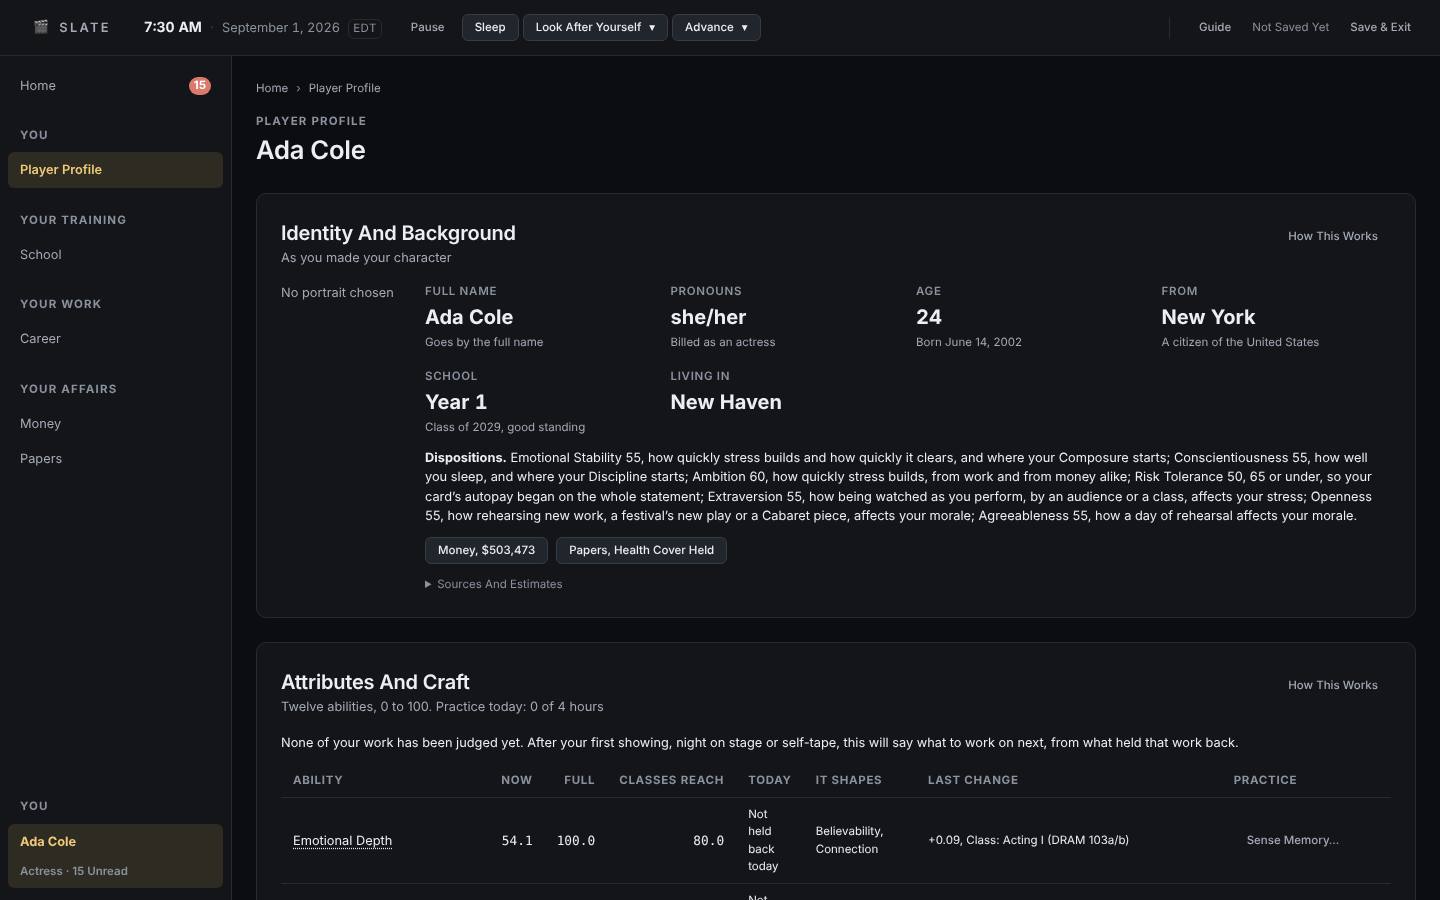 SLATE
7:30 AM · September 1, 2026 EDT
Pause
Sleep
Look After Yourself ▾
Advance ▾
Guide
Not Saved Yet
Save & Exit
Home
15
YOU
Player Profile
YOUR TRAINING
School
YOUR WORK
Career
YOUR AFFAIRS
Money
Papers
YOU
Ada Cole
Actress · 15 Unread
Home › Player Profile
PLAYER PROFILE
Ada Cole
Identity And Background
How This Works
As you made your character
No portrait chosen
FULL NAME
Ada Cole
Goes by the full name
PRONOUNS
she/her
Billed as an actress
AGE
24
Born June 14, 2002
FROM
New York
A citizen of the United States
SCHOOL
Year 1
Class of 2029, good standing
LIVING IN
New Haven
Dispositions. Emotional Stability 55, how quickly stress builds and how quickly it clears, and where your Composure starts; Conscientiousness 55, how well
you sleep, and where your Discipline starts; Ambition 60, how quickly stress builds, from work and from money alike; Risk Tolerance 50, 65 or under, so your
card’s autopay began on the whole statement; Extraversion 55, how being watched as you perform, by an audience or a class, affects your stress; Openness
55, how rehearsing new work, a festival’s new play or a Cabaret piece, affects your morale; Agreeableness 55, how a day of rehearsal affects your morale.
Money, $503,473
Papers, Health Cover Held
▶ Sources And Estimates
Attributes And Craft
How This Works
Twelve abilities, 0 to 100. Practice today: 0 of 4 hours
None of your work has been judged yet. After your first showing, night on stage or self-tape, this will say what to work on next, from what held that work back.
ABILITY NOW FULL CLASSES REACH TODAY IT SHAPES LAST CHANGE PRACTICE
Emotional Depth
54.1
100.0
80.0
Not
held
back
today
Believability,
Connection
+0.09, Class: Acting I (DRAM 103a/b)
Sense Memory...
Not